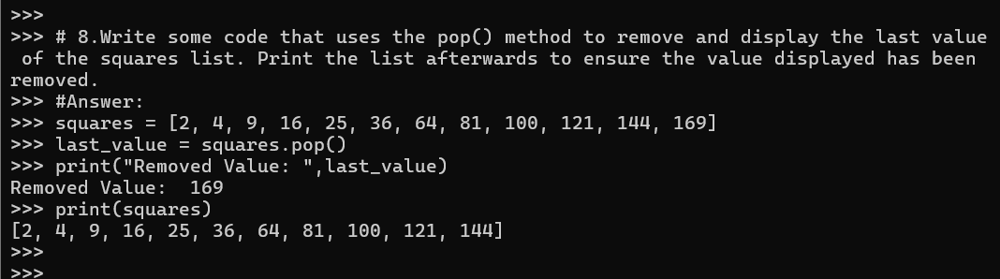 >>>
>>> # 8.Write some code that uses the pop() method to remove and display the last value
 of the squares list. Print the list afterwards to ensure the value displayed has been
removed.
>>> #Answer:
>>> squares = [2, 4, 9, 16, 25, 36, 64, 81, 100, 121, 144, 169]
>>> last_value = squares.pop()
>>> print("Removed Value: ",last_value)
Removed Value:  169
>>> print(squares)
[2, 4, 9, 16, 25, 36, 64, 81, 100, 121, 144]
>>>
>>>